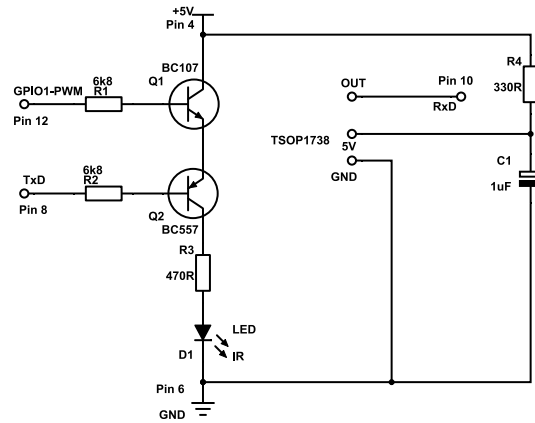 +5V
Pin 4
BC107
Q1
6k8
R1
GPIO1-PWM
Pin 12
R4
330R
OUT
Pin 10
RxD
TSOP1738
5V
GND
C1
1uF
6k8
R2
TxD
Pin 8
Q2
BC557
R3
470R
LED
IR
D1
Pin 6
GND